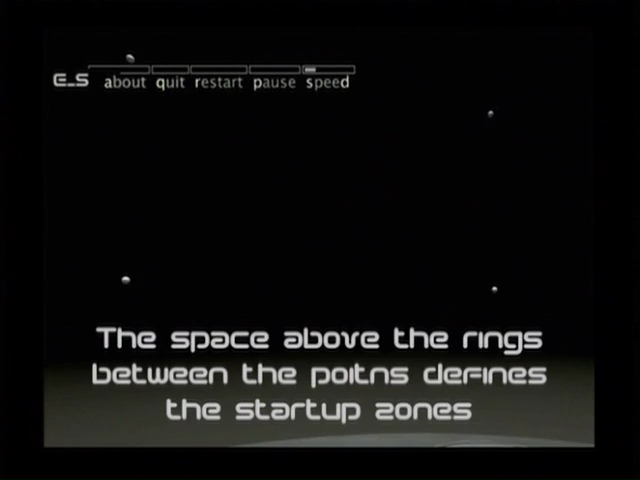 E_S about quit restart pause speed
The space above the rings
between the poitns defines
the startup zones